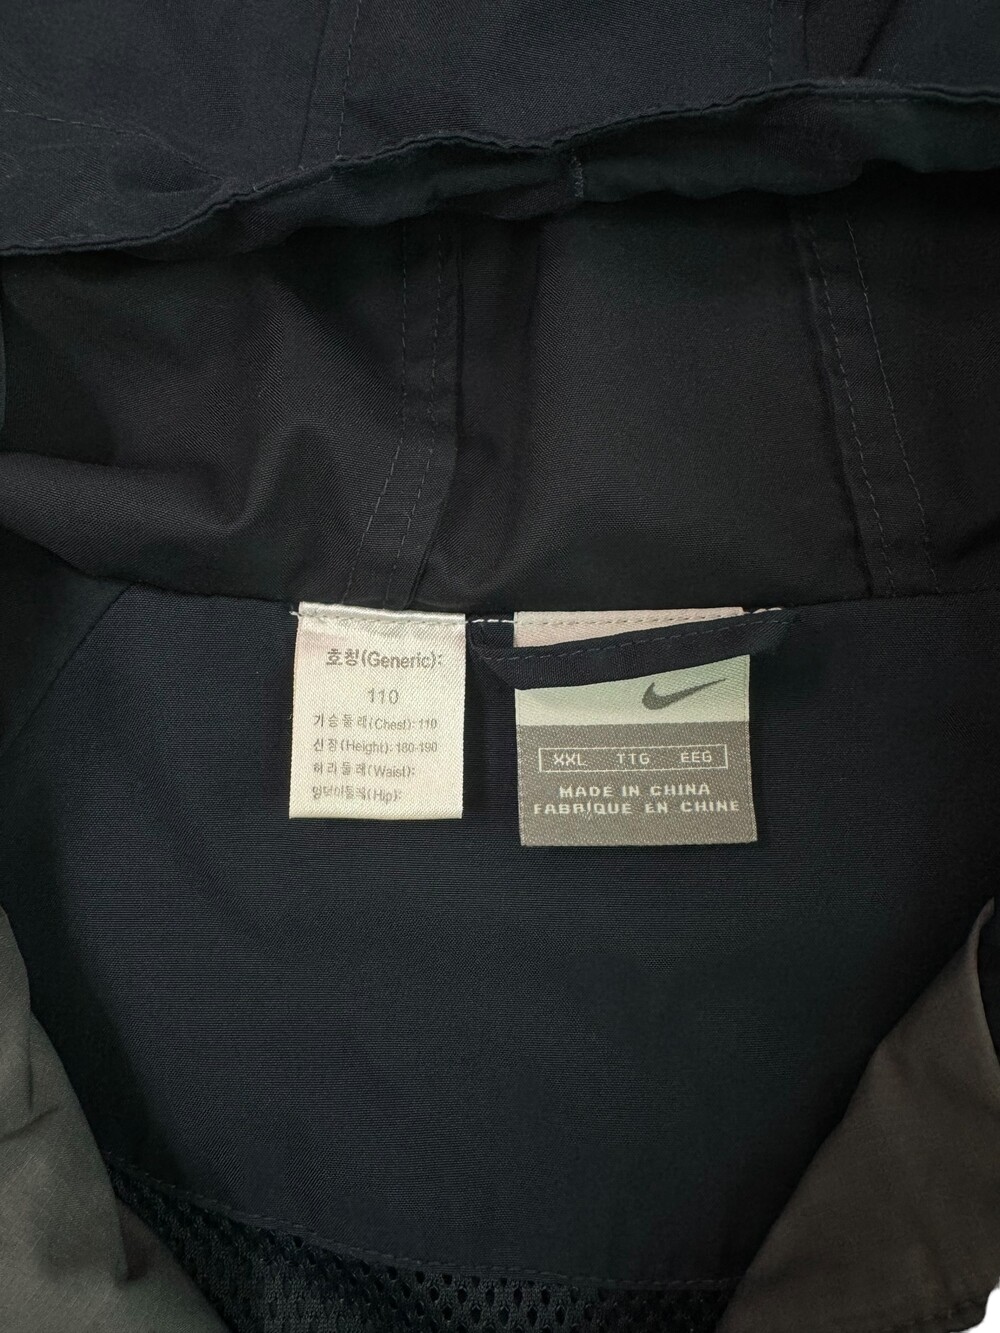 호칭(Generic):
110
가슴둘레(Chest): 110
신장(Height): 180-190
허리둘레(Waist):
엉덩이둘레(Hip):
XXL TTG EEG
MADE IN CHINA
FABRIQUE EN CHINE